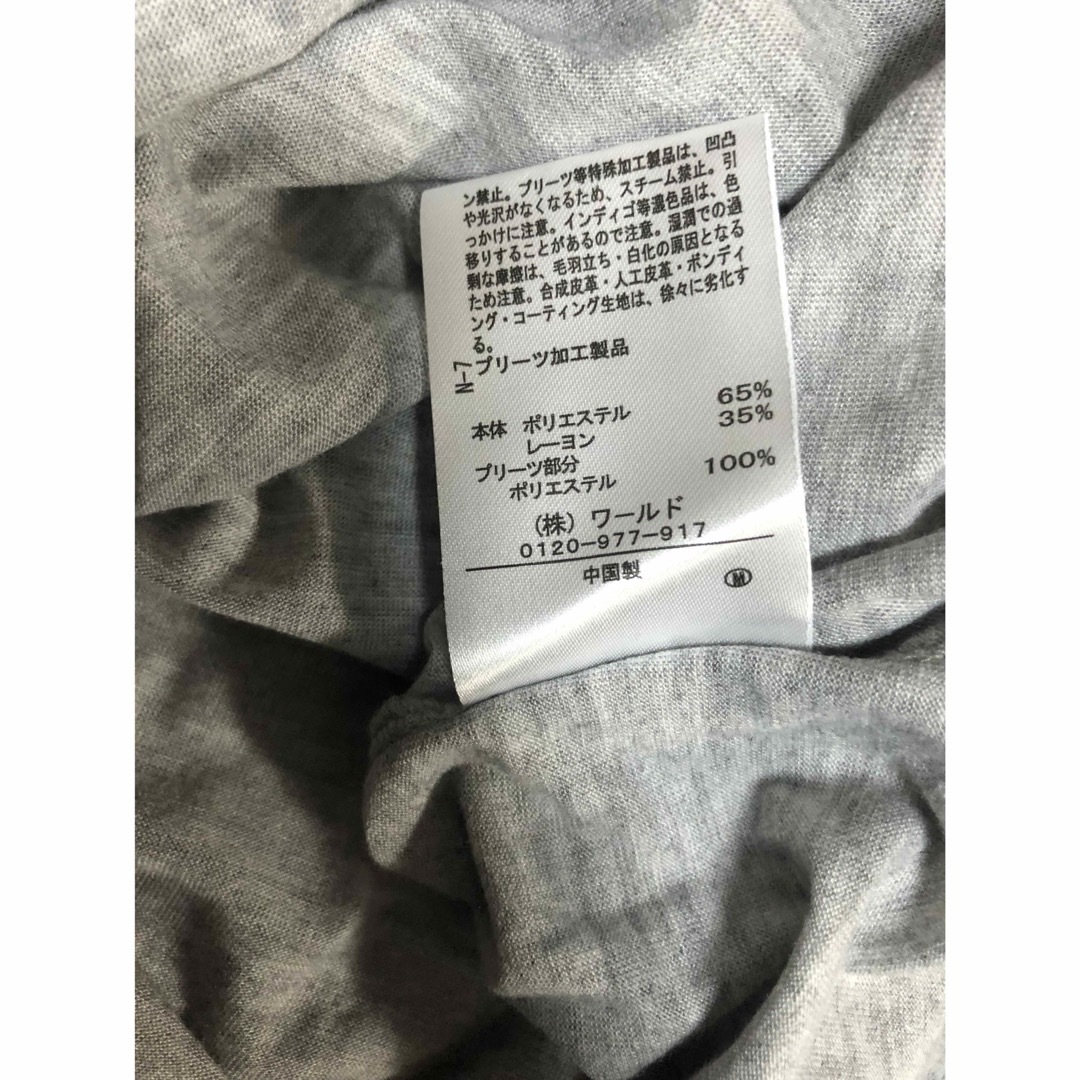 ン禁止。プリーツ等特殊加工製品は、凹凸
や光沢がなくなるため、スチーム禁止。引
っかけに注意。インディゴ等濃色品は、色
移りすることがあるので注意。湿潤での過
剰な摩擦は、毛羽立ち・白化の原因となる
ため注意。合成皮革・人工皮革・ボンディ
ング・コーティング生地は、徐々に劣化す
る。
N-7
プリーツ加工製品
本体 ポリエステル 65%
レーヨン 35%
プリーツ部分
ポリエステル 100%
(株) ワールド
0120-977-917
中国製 M